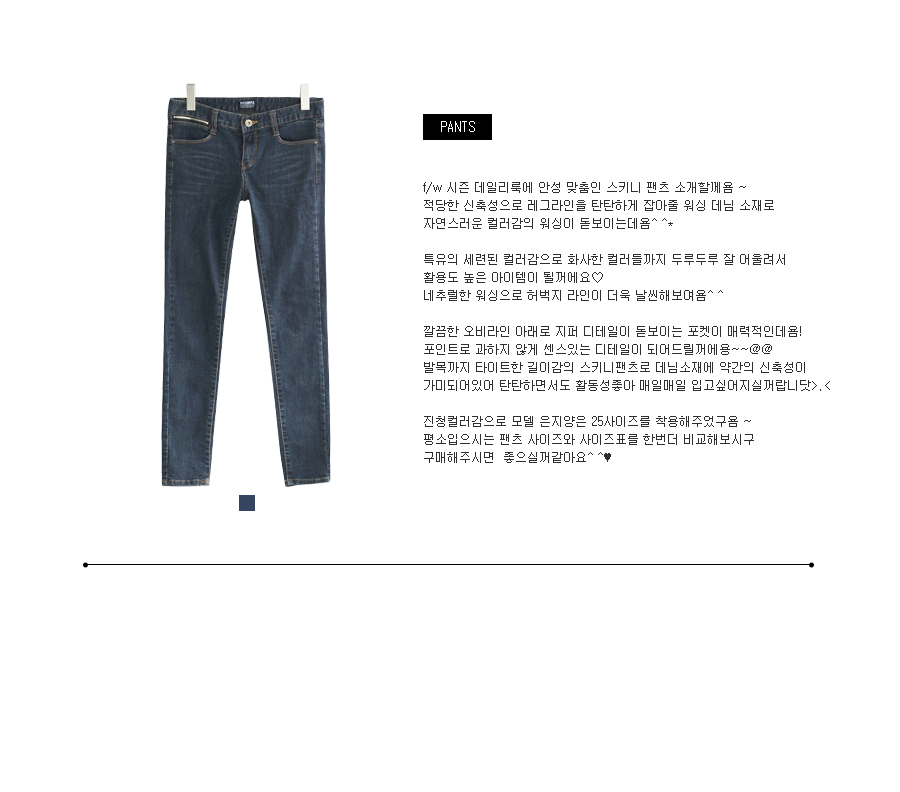 PANTS
f/w 시즌 데일리룩에 안성 맞춤인 스키니 팬츠 소개할께욤 ~
적당한 신축성으로 레그라인을 탄탄하게 잡아줄 워싱 데님 소재로
자연스러운 컬러감의 워싱이 돋보이는데욤^ ^*
특유의 세련된 컬러감으로 화사한 컬러들까지 두루두루 잘 어울려서
활용도 높은 아이템이 될꺼에요♡
네추럴한 워싱으로 허벅지 라인이 더욱 날씬해보여욤^ ^
깔끔한 오비라인 아래로 지퍼 디테일이 돋보이는 포켓이 매력적인데욤!
포인트로 과하지 않게 센스있는 디테일이 되어드릴꺼에용~~@@
발목까지 타이트한 길이감의 스키니팬츠로 데님소재에 약간의 신축성이
가미되어있어 탄탄하면서도 활동성좋아 매일매일 입고싶어지실꺼랍니닷>.<
진청컬러감으로 모델 은지양은 25사이즈를 착용해주었구욤 ~
평소입으시는 팬츠 사이즈와 사이즈표를 한번더 비교해보시구
구매해주시면 좋으실꺼같아요^ ^♥